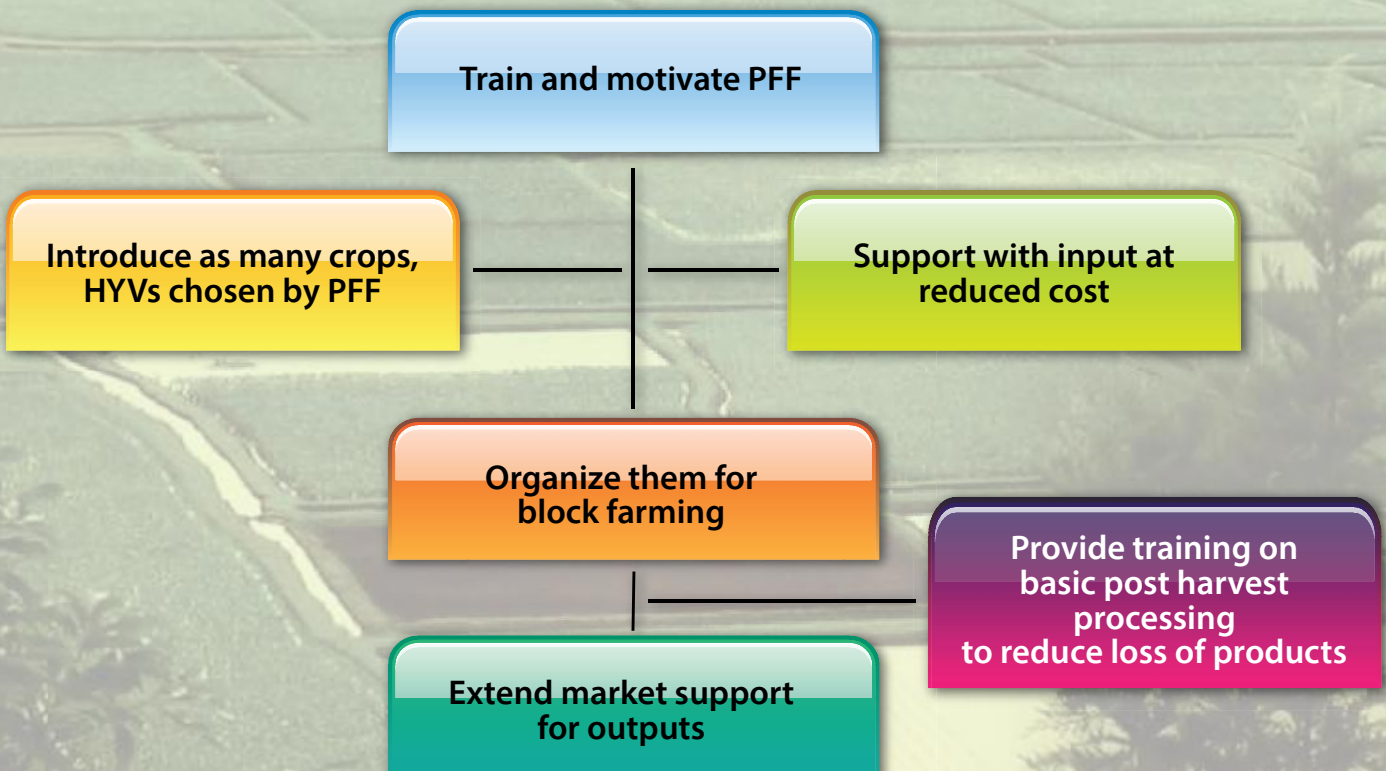 Train and motivate PFF
Introduce as many crops,
HYVs chosen by PFF
Support with input at
reduced cost
Organize them for
block farming
Provide training on
basic post harvest
processing
to reduce loss of products
Extend market support
for outputs